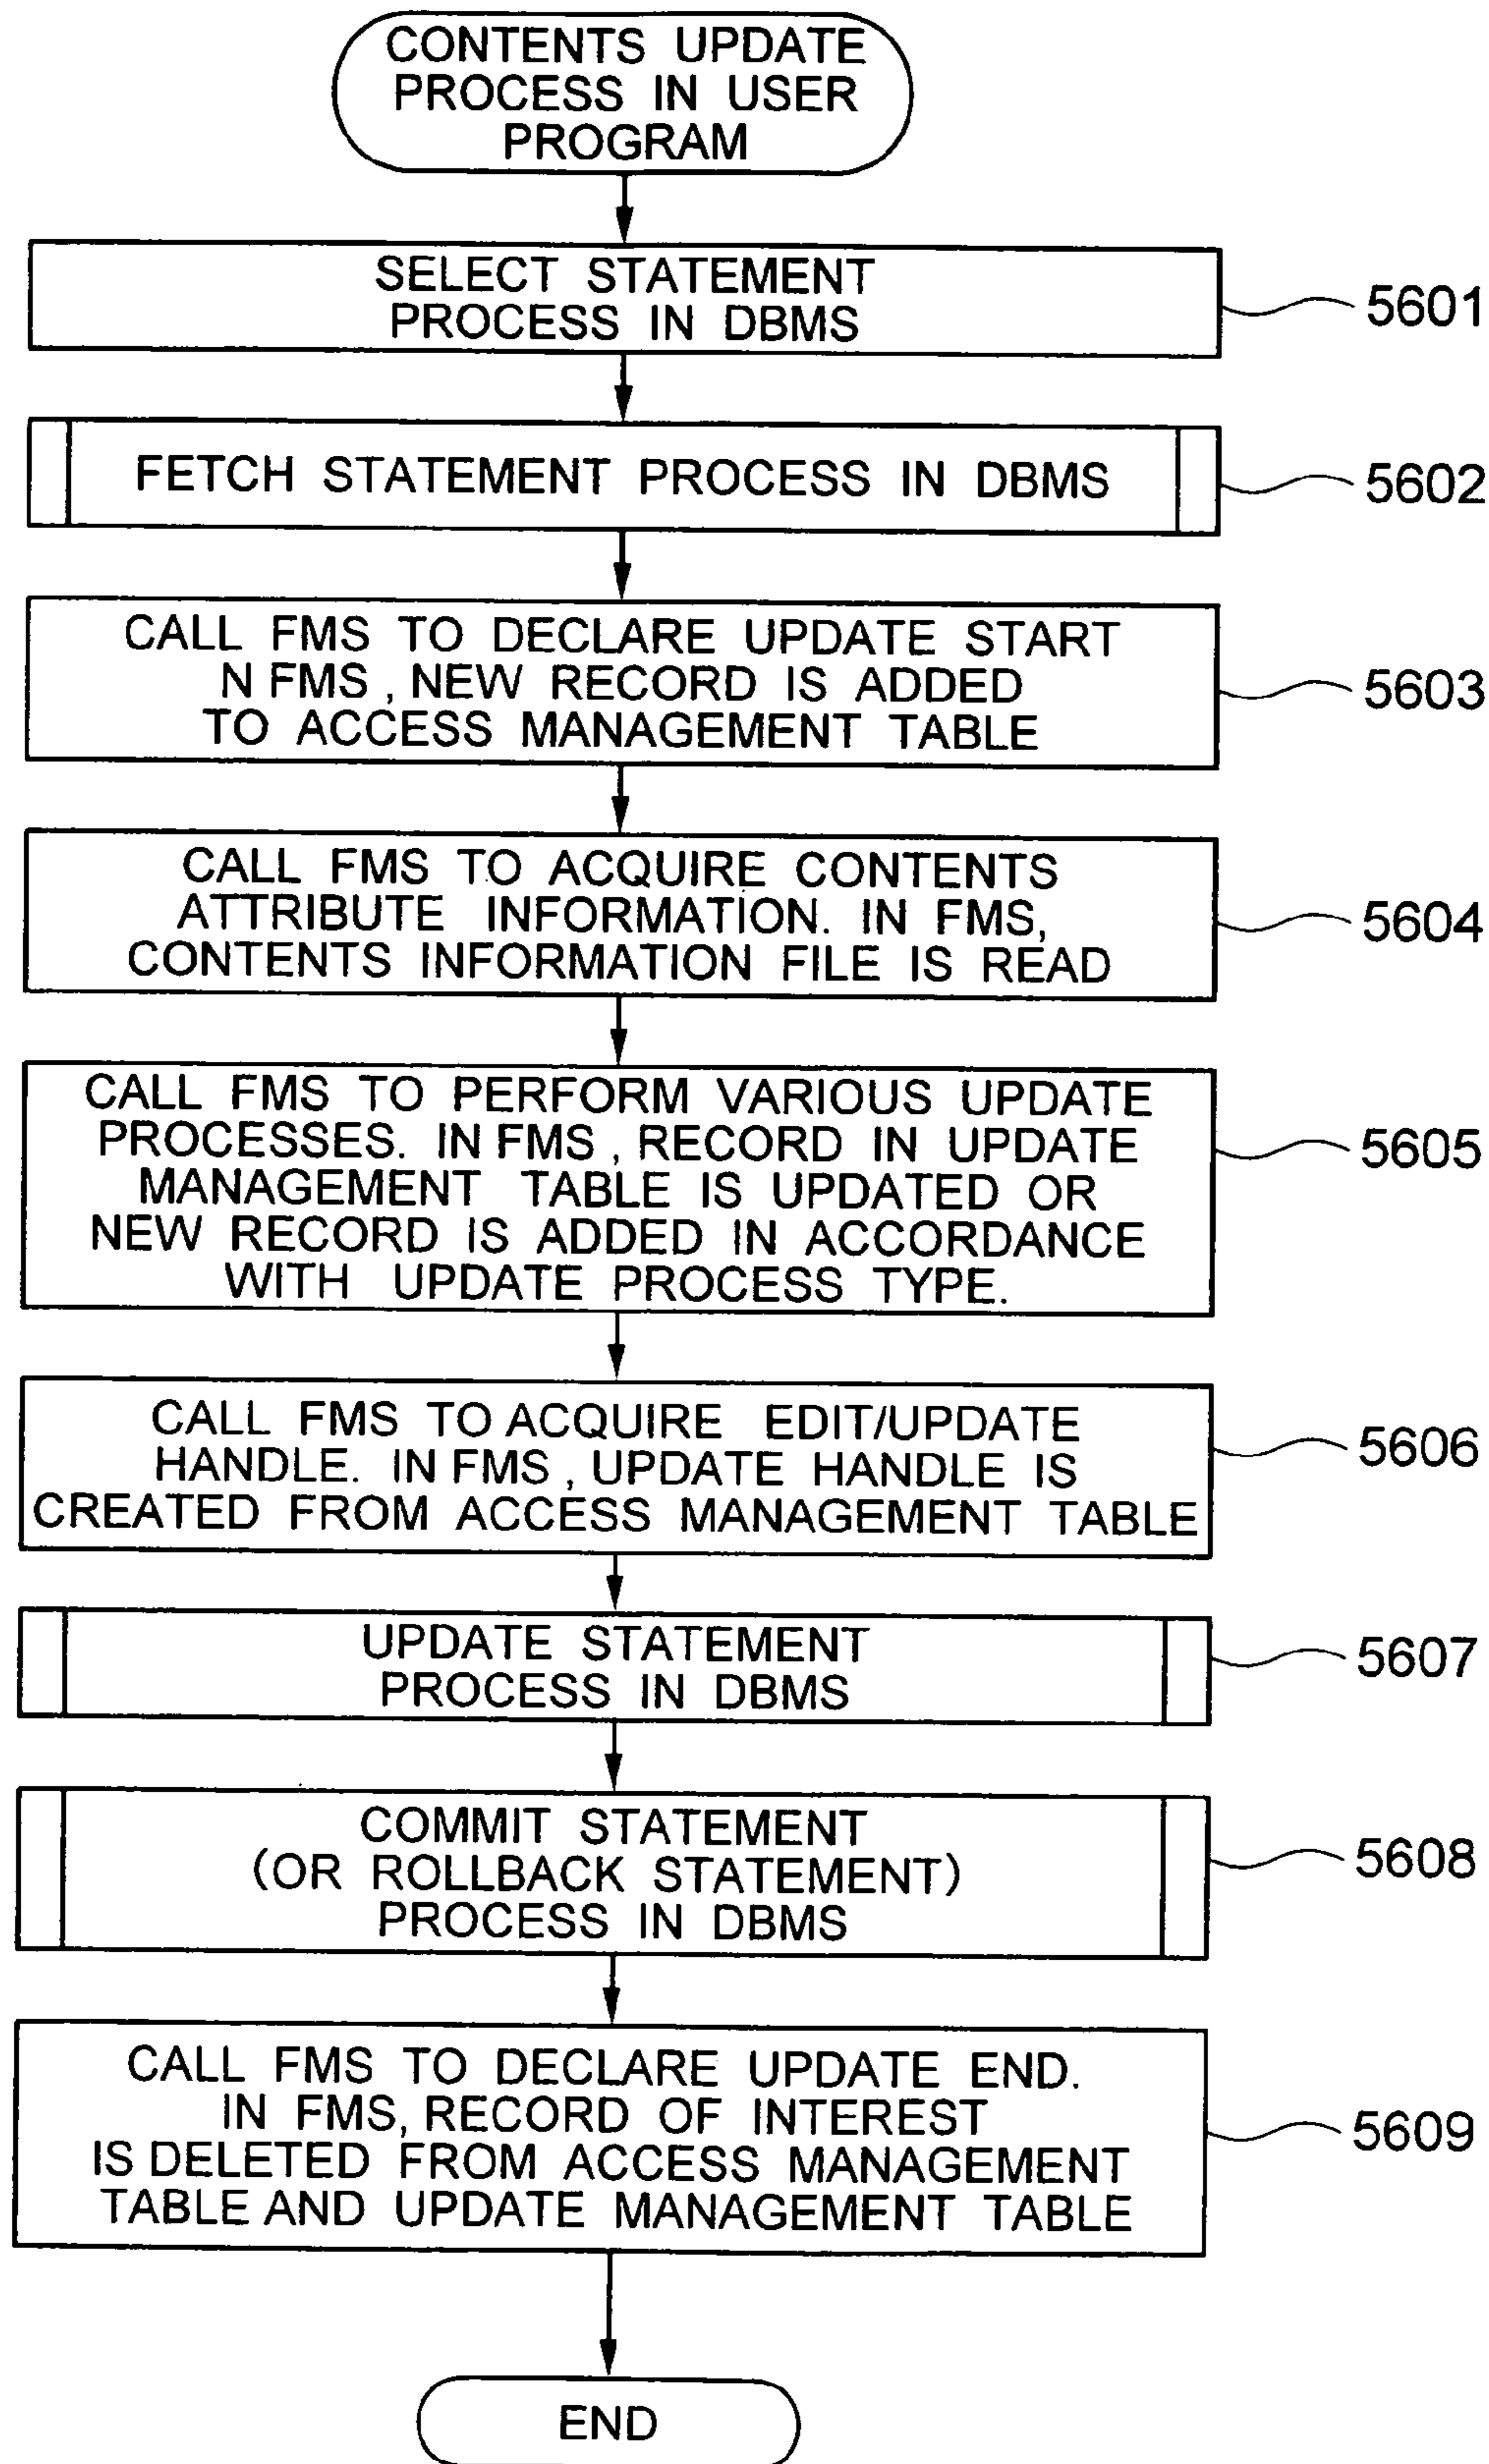 CONTENTS UPDATE
PROCESS IN USER
PROGRAM
SELECT STATEMENT
PROCESS IN DBMS
5601
FETCH STATEMENT PROCESS IN DBMS
5602
CALL FMS TO DECLARE UPDATE START
N FMS , NEW RECORD IS ADDED
TO ACCESS MANAGEMENT TABLE
5603
CALL FMS TO ACQUIRE CONTENTS
ATTRIBUTE INFORMATION. IN FMS,
CONTENTS INFORMATION FILE IS READ
5604
CALL FMS TO PERFORM VARIOUS UPDATE
PROCESSES. IN FMS , RECORD IN UPDATE
MANAGEMENT TABLE IS UPDATED OR
NEW RECORD IS ADDED IN ACCORDANCE
WITH UPDATE PROCESS TYPE.
5605
CALL FMS TO ACQUIRE EDIT/UPDATE
HANDLE. IN FMS , UPDATE HANDLE IS
CREATED FROM ACCESS MANAGEMENT TABLE
5606
UPDATE STATEMENT
PROCESS IN DBMS
5607
COMMIT STATEMENT
(OR ROLLBACK STATEMENT)
PROCESS IN DBMS
5608
CALL FMS TO DECLARE UPDATE END.
IN FMS, RECORD OF INTEREST
IS DELETED FROM ACCESS MANAGEMENT
TABLE AND UPDATE MANAGEMENT TABLE
5609
END